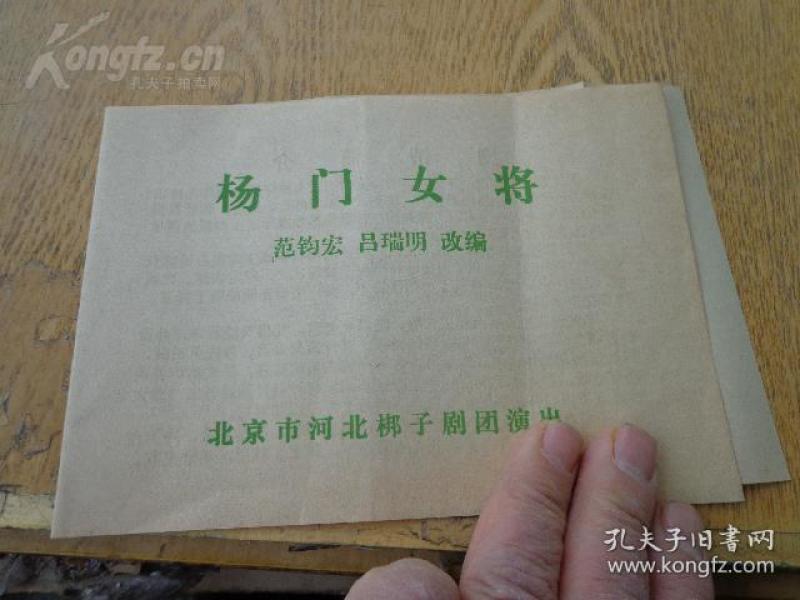 Kongfz.cn
孔夫子拍卖网
杨门女将
范钧宏 吕瑞明 改编
北京市河北梆子剧团演出
孔夫子旧书网
www.kongfz.com